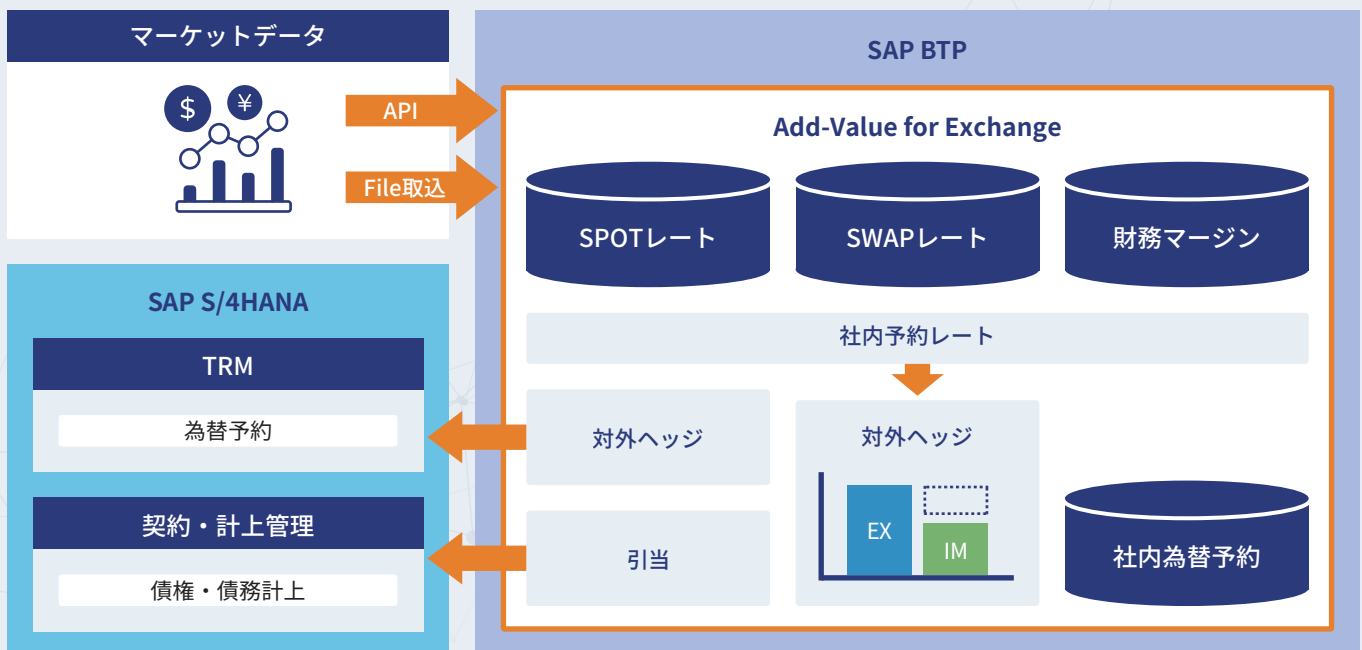 マーケットデータ
$
¥
API
File取込
SAP BTP
Add-Value for Exchange
SPOTレート
SWAPレート
財務マージン
社内予約レート
対外ヘッジ
対外ヘッジ
EX
IM
引当
社内為替予約
SAP S/4HANA
TRM
為替予約
契約・計上管理
債権・債務計上